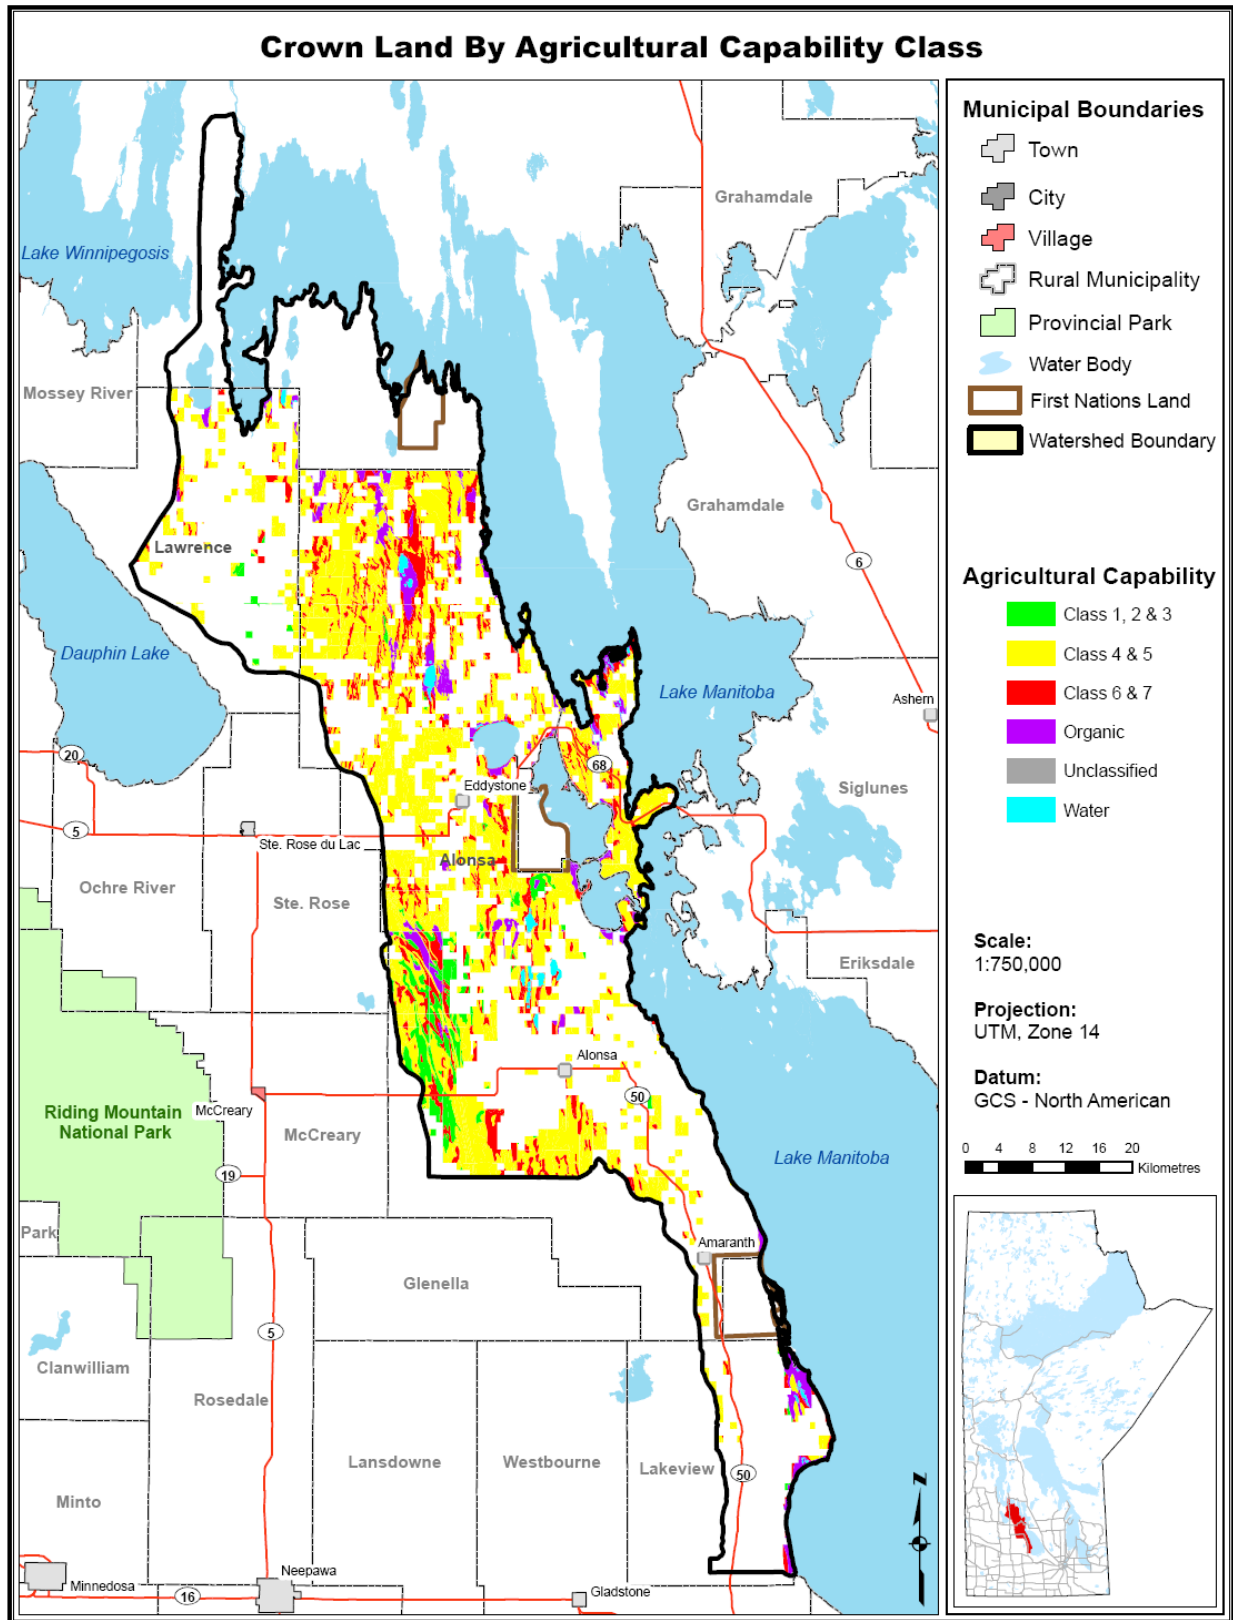 Crown Land By Agricultural Capability Class
Lake Winnipegosis
Grahamdale
Mossey River
Grahamdale
6
Lawrence
Dauphin Lake
Lake Manitoba
Ashern
20
68
Eddystone
Siglunes
5
Ste. Rose du Lac
Alonsa
Ochre River
Ste. Rose
Eriksdale
Alonsa
50
Riding Mountain
National Park
McCreary
McCreary
Lake Manitoba
19
Park
Amaranth
Glenella
5
Clanwilliam
Rosedale
Lansdowne
Westbourne
Lakeview
50
Minto
Minnedosa
Neepawa
16
Gladstone
Z
Municipal Boundaries
Town
City
Village
Rural Municipality
Provincial Park
Water Body
First Nations Land
Watershed Boundary
Agricultural Capability
Class 1, 2 & 3
Class 4 & 5
Class 6 & 7
Organic
Unclassified
Water
Scale:
1:750,000
Projection:
UTM, Zone 14
Datum:
GCS - North American
0 4 8 12 16 20
Kilometres